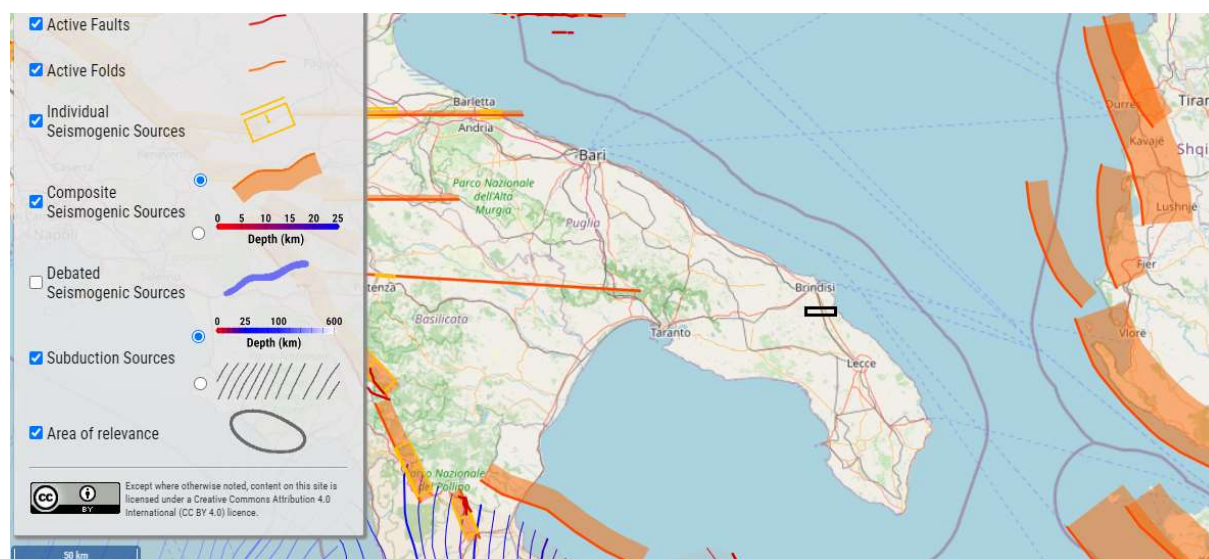 Active Faults
Active Folds
Individual
Seismogenic Sources
Composite
Seismogenic Sources
0 5 10 15 20 25
Depth (km)
Debated
Seismogenic Sources
0 25 100 600
Depth (km)
Subduction Sources
Area of relevance
cc
BY
Except where otherwise noted, content on this site is
licensed under a Creative Commons Attribution 4.0
International (CC BY 4.0) licence.
50 km
Barletta
Andria
Bari
Parco Nazionale
dell'Alta
Murgia
Puglia
Brindisi
tenza
Basilicata
Taranto
Lecce
Parco Nazionale
del Pollino
Durrës
Tiran
Kavajë
Shqi
Lushnje
Fier
Vlorë